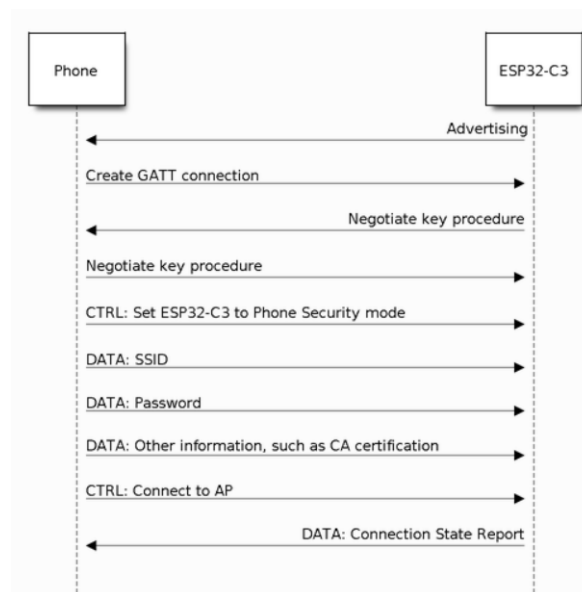 Phone
ESP32-C3
Advertising
Create GATT connection
Negotiate key procedure
Negotiate key procedure
CTRL: Set ESP32-C3 to Phone Security mode
DATA: SSID
DATA: Password
DATA: Other information, such as CA certification
CTRL: Connect to AP
DATA: Connection State Report